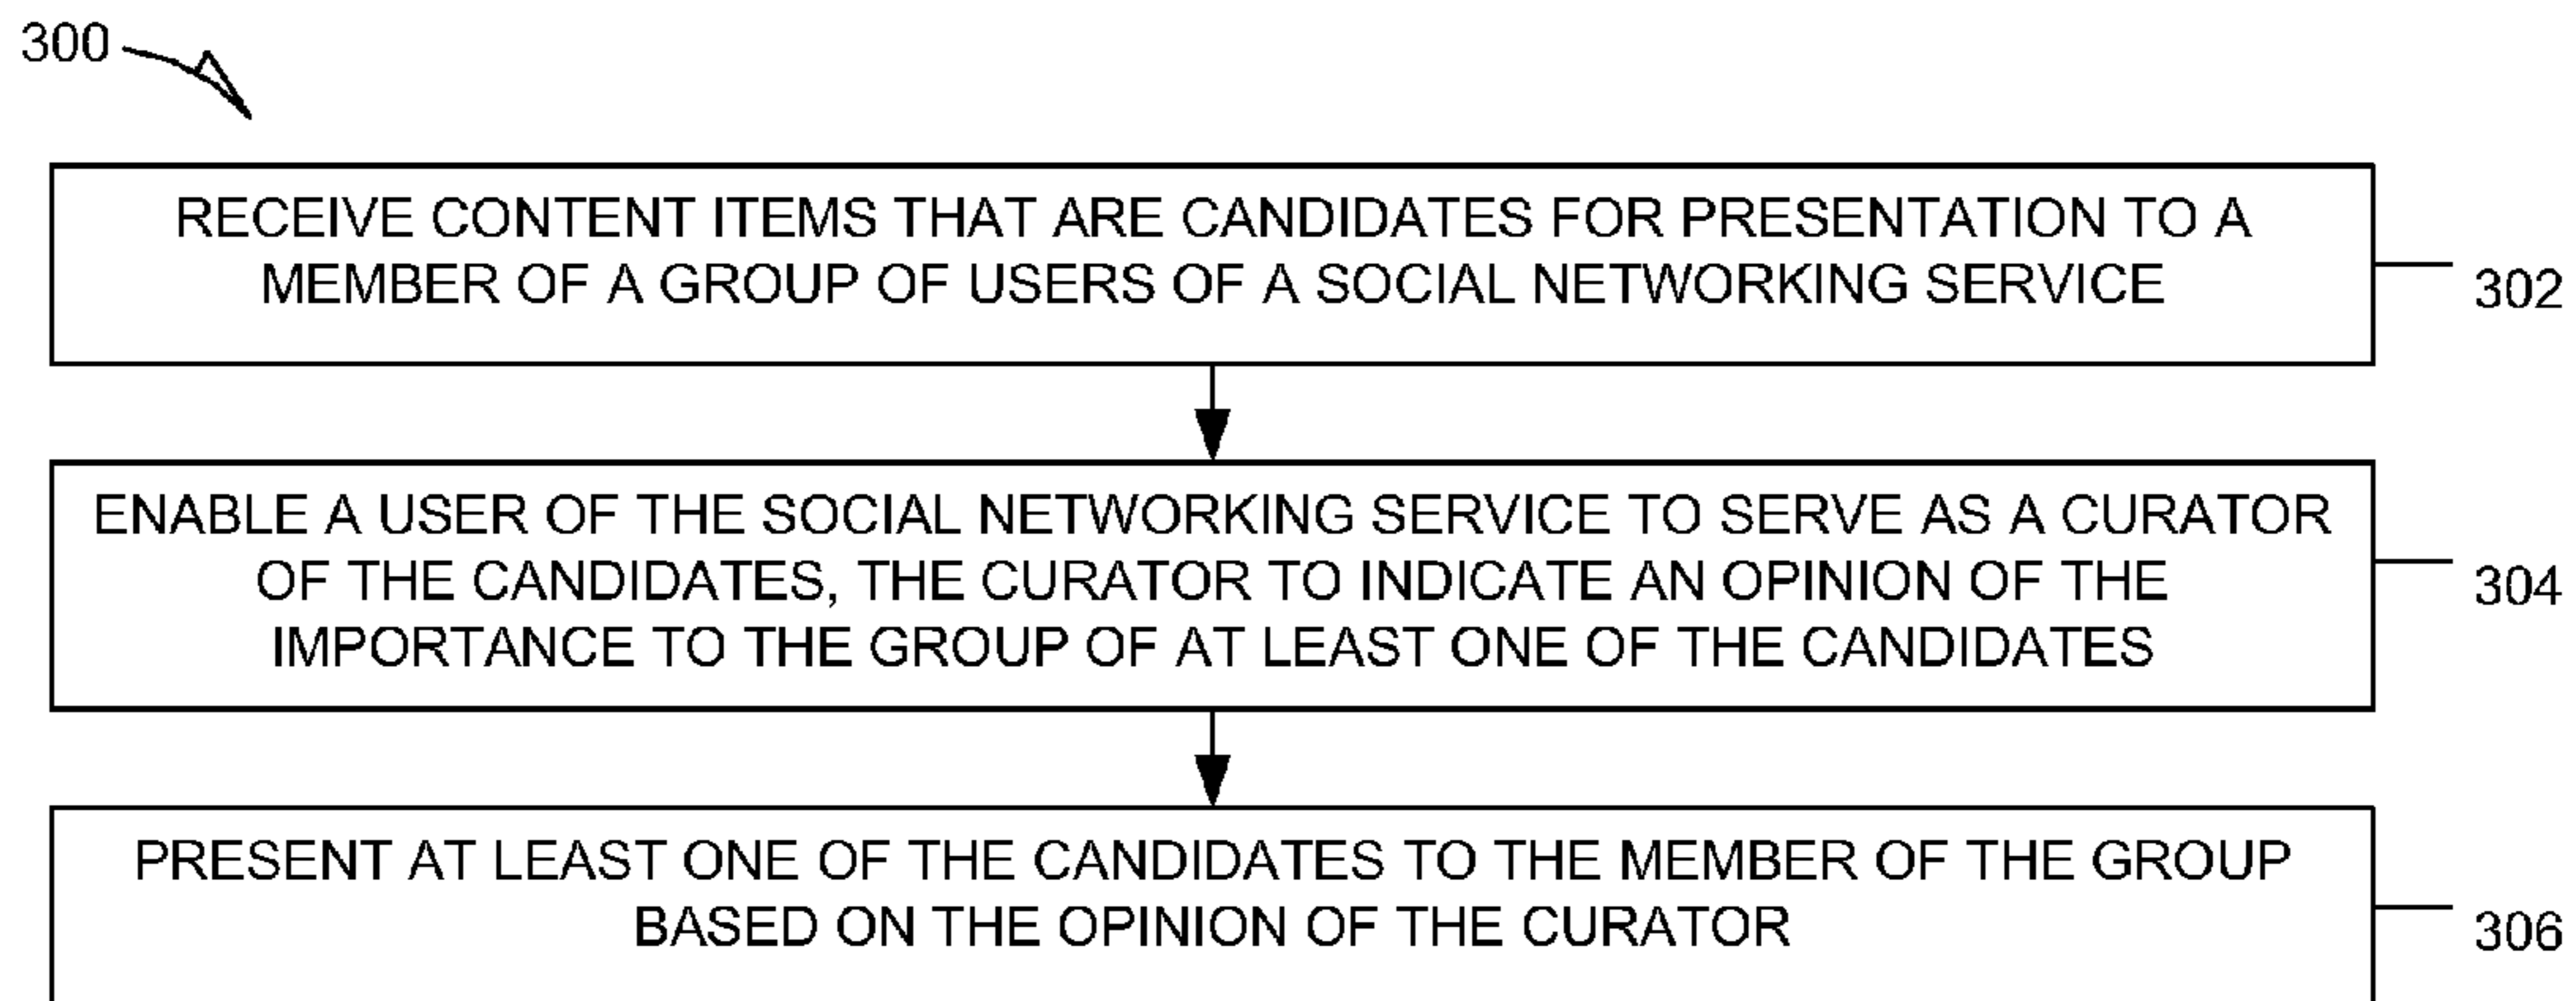 300
RECEIVE CONTENT ITEMS THAT ARE CANDIDATES FOR PRESENTATION TO A
MEMBER OF A GROUP OF USERS OF A SOCIAL NETWORKING SERVICE
302
ENABLE A USER OF THE SOCIAL NETWORKING SERVICE TO SERVE AS A CURATOR
OF THE CANDIDATES, THE CURATOR TO INDICATE AN OPINION OF THE
IMPORTANCE TO THE GROUP OF AT LEAST ONE OF THE CANDIDATES
304
PRESENT AT LEAST ONE OF THE CANDIDATES TO THE MEMBER OF THE GROUP
BASED ON THE OPINION OF THE CURATOR
306